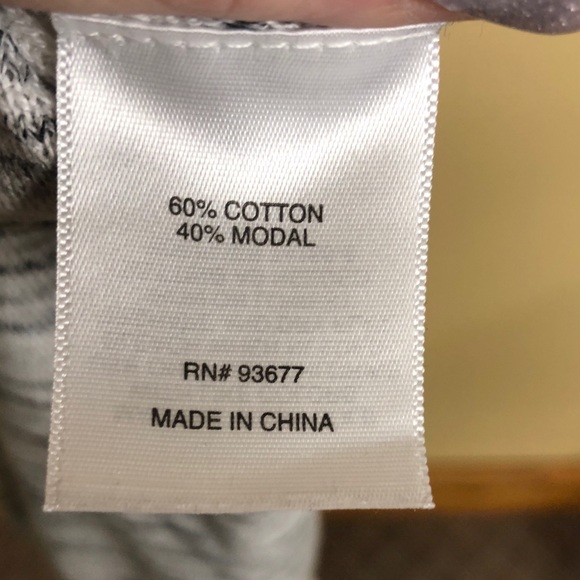 60% COTTON
40% MODAL
RN# 93677
MADE IN CHINA